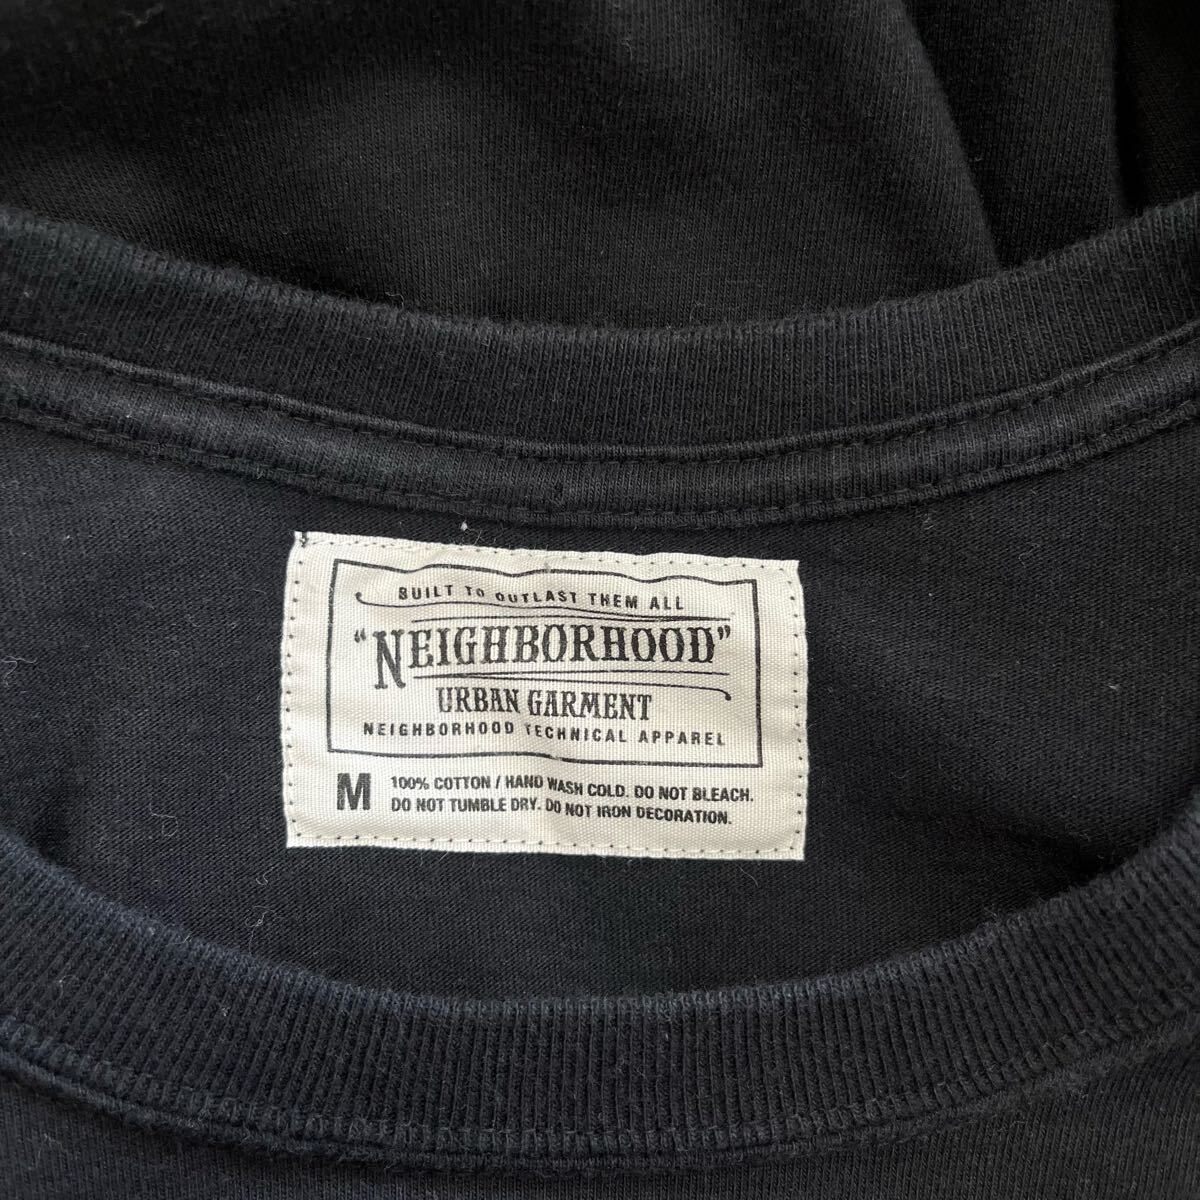 BUILT TO OUTLAST THEM ALL
"NEIGHBORHOOD"
URBAN GARMENT
NEIGHBORHOOD TECHNICAL APPAREL
M
100% COTTON / HAND WASH COLD. DO NOT BLEACH.
DO NOT TUMBLE DRY. DO NOT IRON DECORATION.